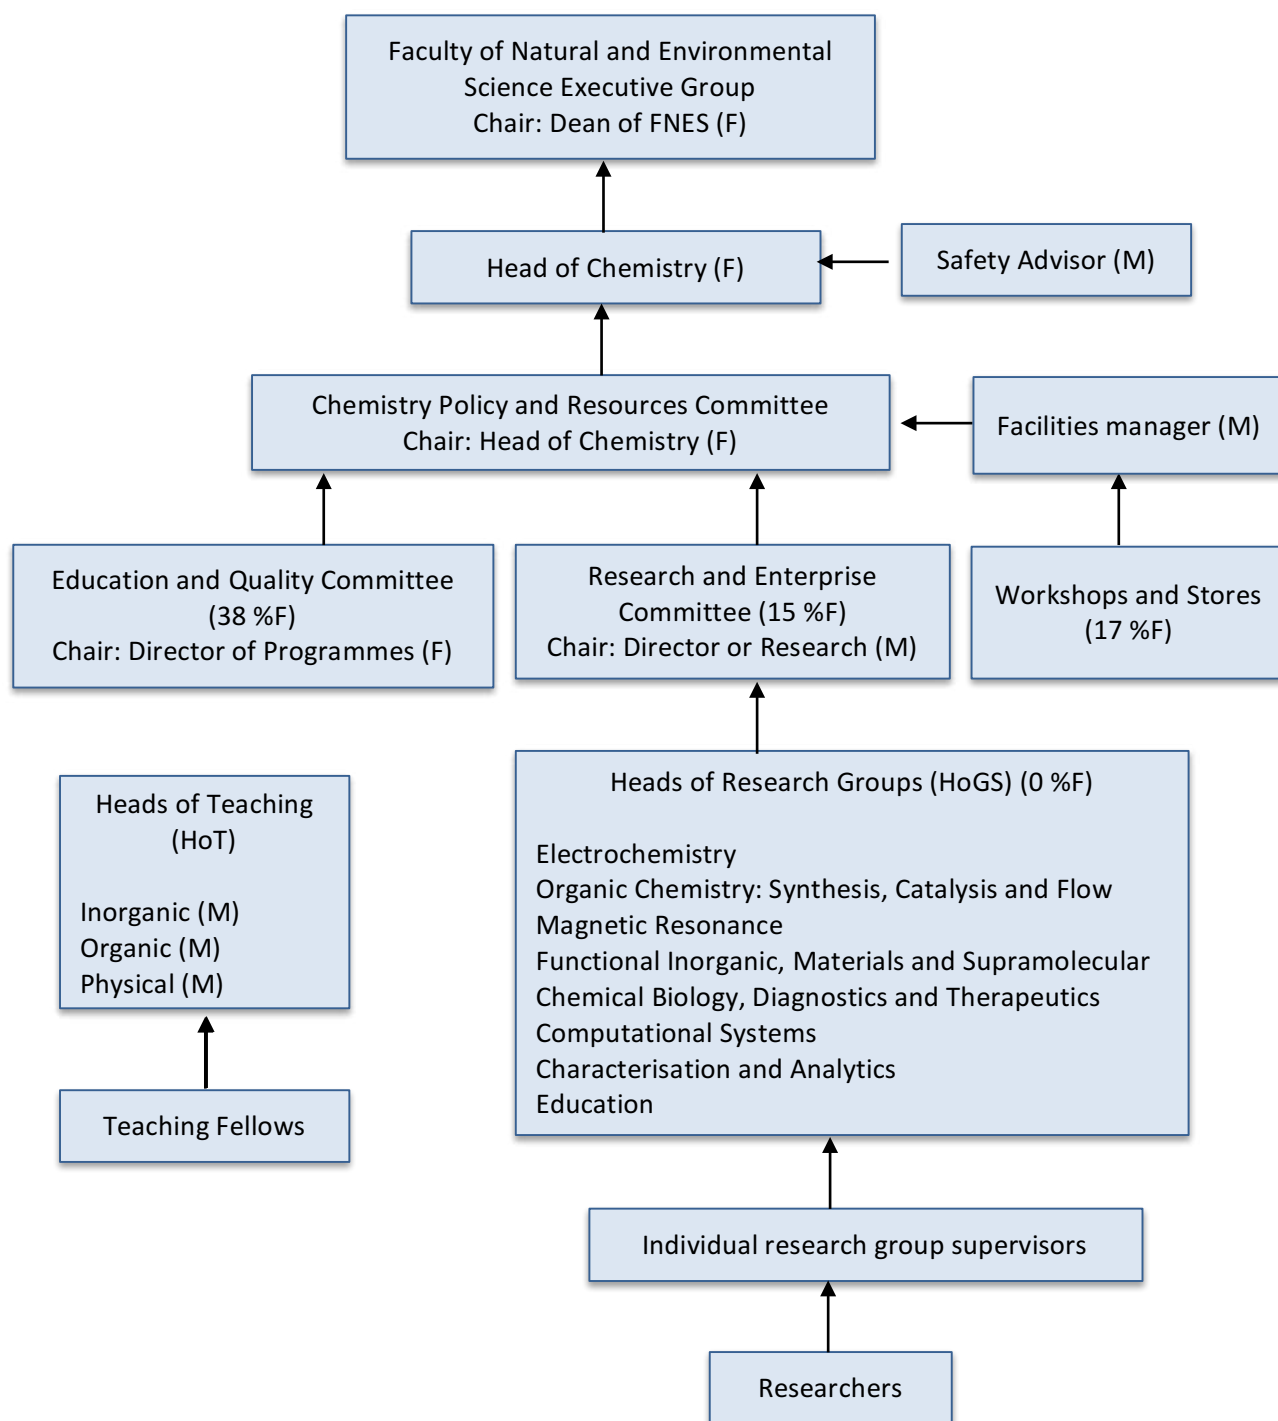 Faculty of Natural and Environmental
Science Executive Group
Chair: Dean of FNES (F)
Head of Chemistry (F)
Safety Advisor (M)
Chemistry Policy and Resources Committee
Chair: Head of Chemistry (F)
Facilities manager (M)
Education and Quality Committee
(38 %F)
Chair: Director of Programmes (F)
Research and Enterprise
Committee (15 %F)
Chair: Director or Research (M)
Workshops and Stores
(17 %F)
Heads of Teaching
(HoT)
Inorganic (M)
Organic (M)
Physical (M)
Teaching Fellows
Heads of Research Groups (HoGS) (0 %F)
Electrochemistry
Organic Chemistry: Synthesis, Catalysis and Flow
Magnetic Resonance
Functional Inorganic, Materials and Supramolecular
Chemical Biology, Diagnostics and Therapeutics
Computational Systems
Characterisation and Analytics
Education
Individual research group supervisors
Researchers